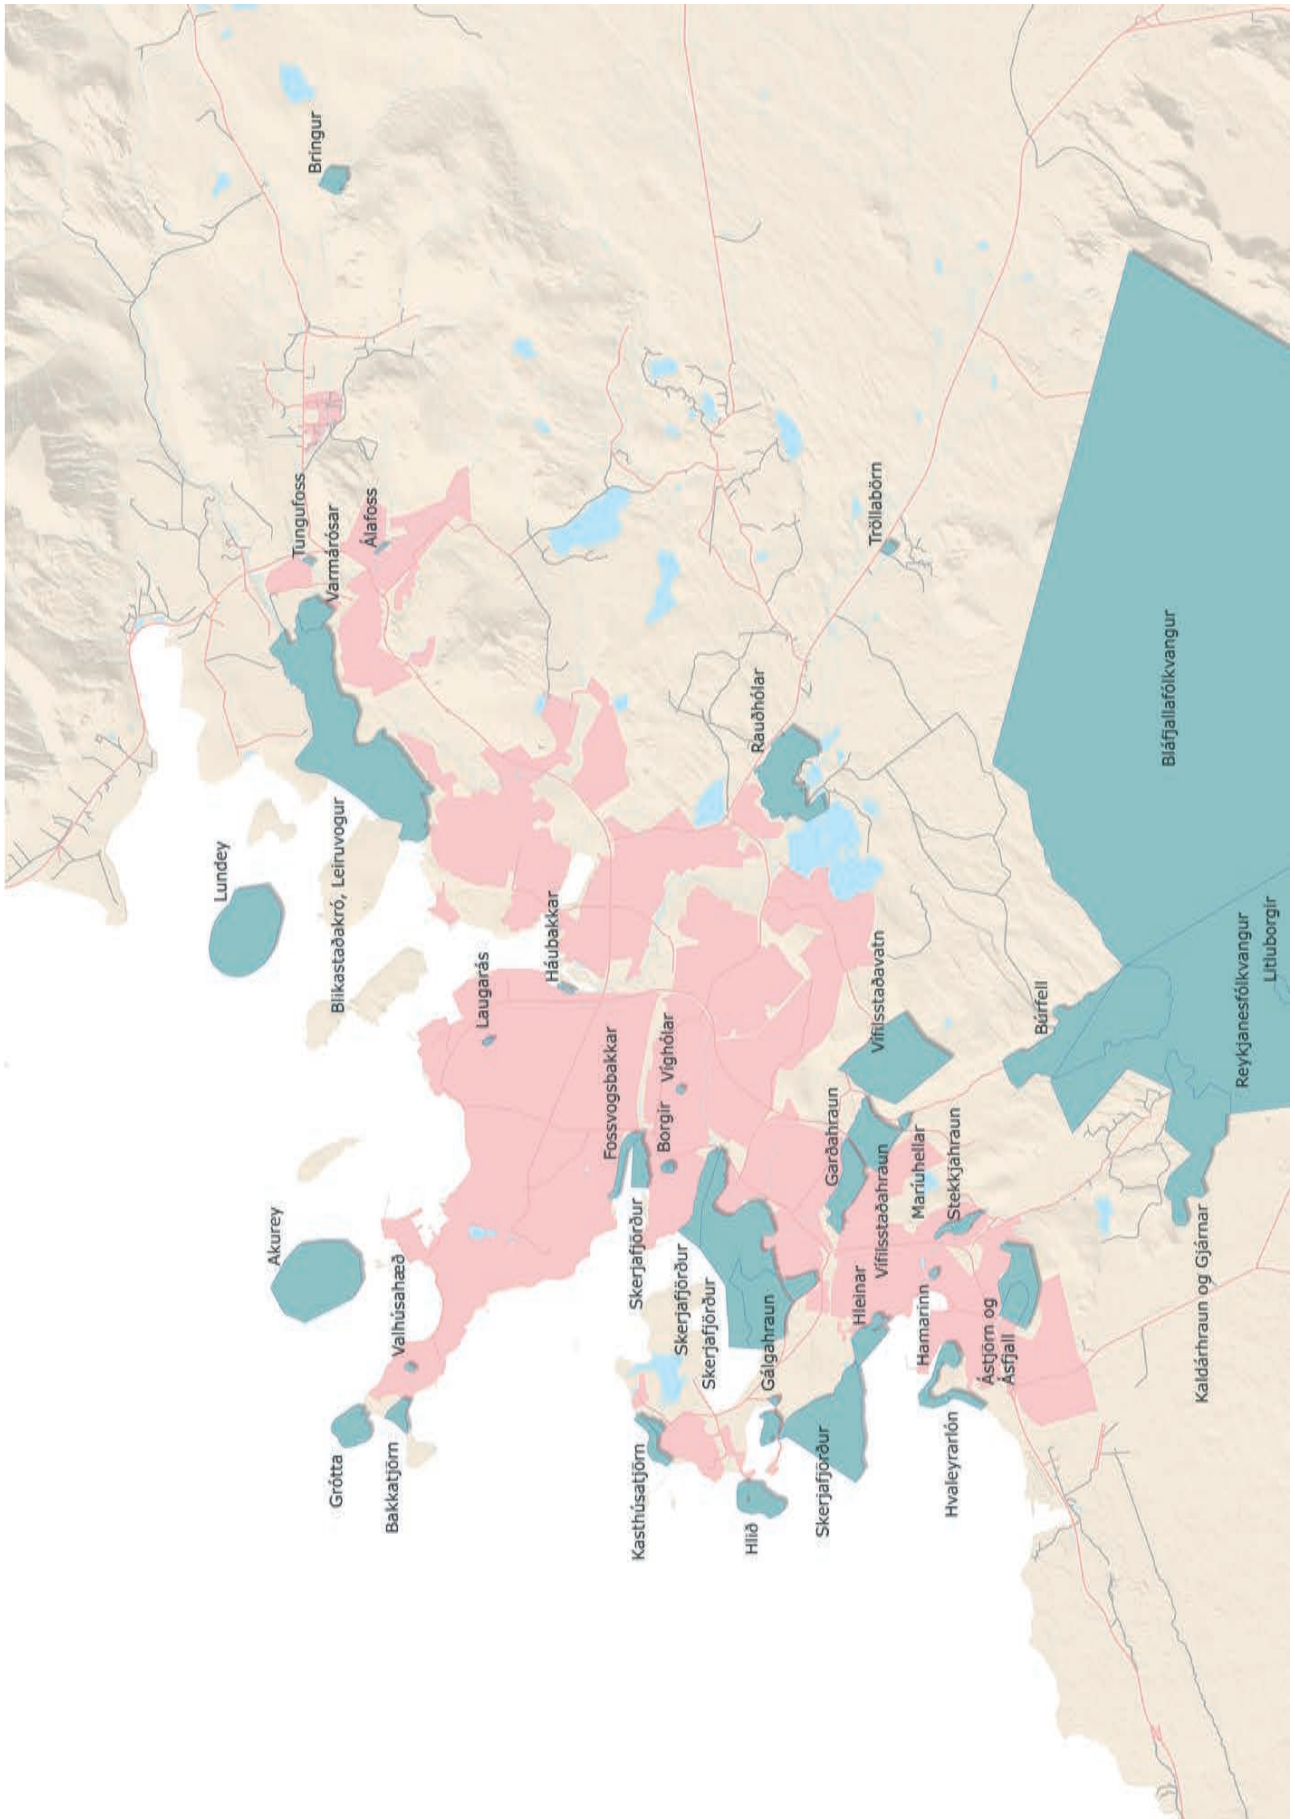 Bringur
Tungufoss
Varmárósar
Álafoss
Lundey
Blikastaðakró, Leiruvogur
Háubakkar
Laugarás
Akurey
Valhúsahæð
Grótta
Bakkatjörn
Fossvogsbakkar
Borgir
Víghólar
Skerjafjörður
Skerjafjörður
Skerjafjörður
Gálgahraun
Kasthúsatjörn
Hlið
Skerjafjörður
Rauðhólar
Tröllabörn
Vífilsstaðavatn
Garðahraun
Vífilsstaðahraun
Maríuhellar
Stekkjahraun
Hleinar
Hamarinn
Hvaleyrarlón
Ástjörn og
Ásfjall
Búrfell
Bláfjallafólkvangur
Reykjanesfólkvangur
Litluborgir
Kaldárhraun og Gjárnar